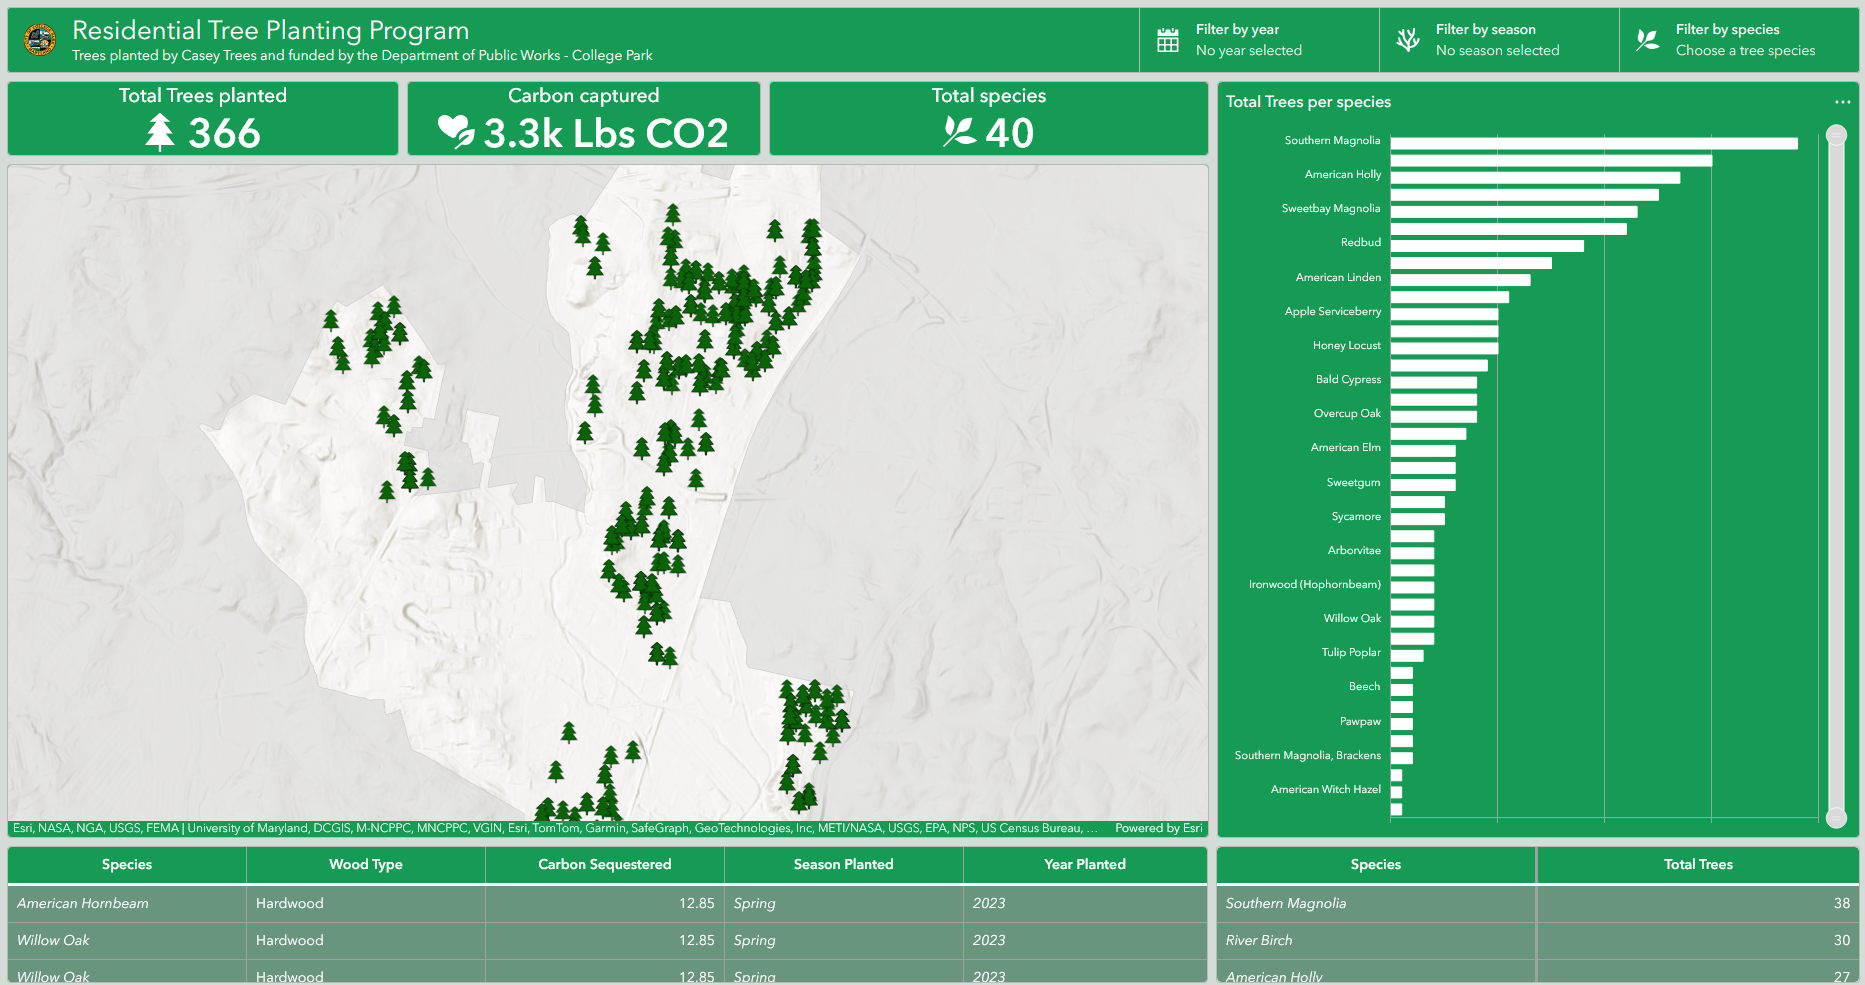 Residential Tree Planting Program
Trees planted by Casey Trees and funded by the Department of Public Works - College Park
Filter by year
No year selected
Filter by season
No season selected
Filter by species
Choose a tree species
Total Trees planted
366
Carbon captured
3.3k Lbs CO2
Total species
40
Total Trees per species
Southern Magnolia
American Holly
Sweetbay Magnolia
Redbud
American Linden
Apple Serviceberry
Honey Locust
Bald Cypress
Overcup Oak
American Elm
Sweetgum
Sycamore
Arborvitae
Ironwood (Hophornbeam)
Willow Oak
Tulip Poplar
Beech
Pawpaw
Southern Magnolia, Brackens
American Witch Hazel
Esri, NASA, NGA, USGS, FEMA | University of Maryland, DCGIS, M-NCPPC, MNCPPC, VGIN, Esri, TomTom, Garmin, SafeGraph, GeoTechnologies, Inc, METI/NASA, USGS, EPA, NPS, US Census Bureau, ... Powered by Esri
Species Wood Type Carbon Sequestered Season Planted Year Planted
American Hornbeam Hardwood 12.85 Spring 2023
Willow Oak Hardwood 12.85 Spring 2023
Willow Oak Hardwood 12.85 Spring 2023
Species Total Trees
Southern Magnolia 38
River Birch 30
American Holly 27